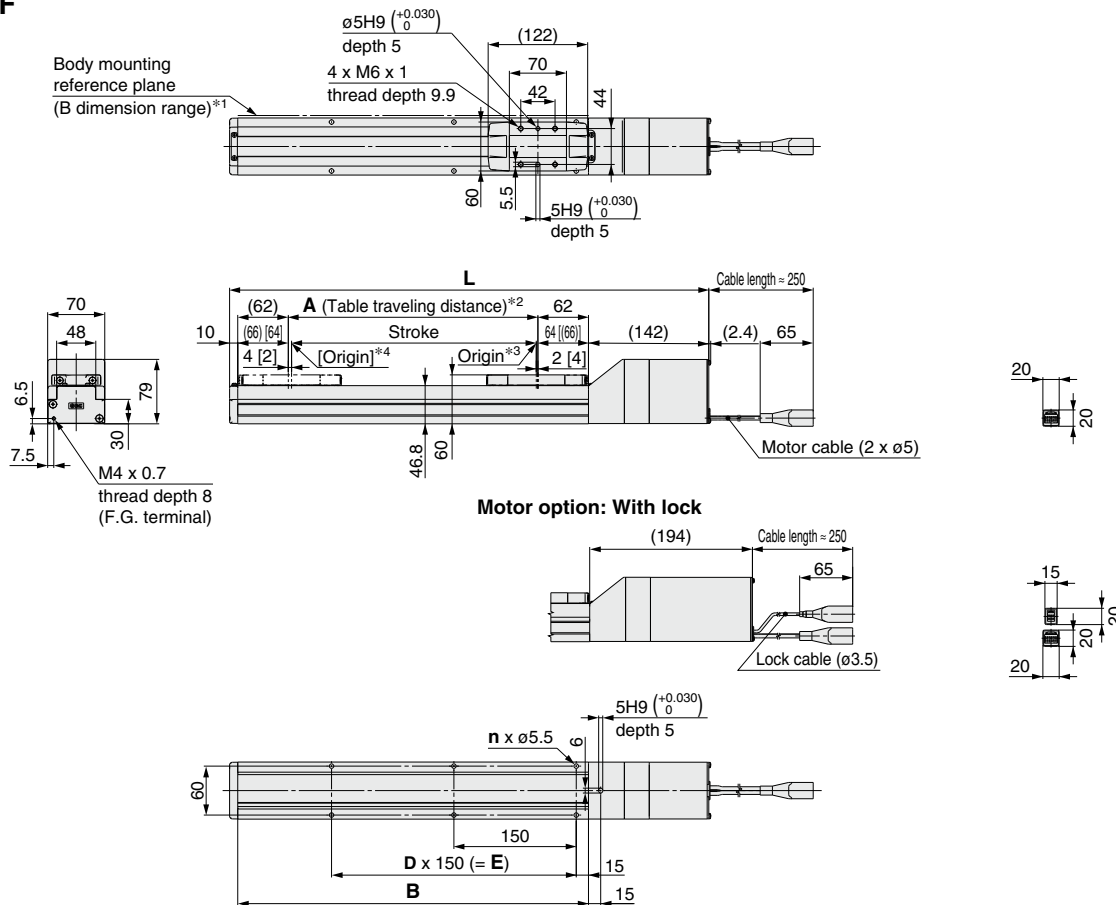 F
ø5H9 (+0.030 0)
depth 5
(122)
70
42
44
4 x M6 x 1
thread depth 9.9
Body mounting
reference plane
(B dimension range)*1
60
5.5
5H9 (+0.030 0)
depth 5
L
Cable length ≈ 250
(62)
A (Table traveling distance)*2
62
10
(66) [64]
Stroke
64 [(66)]
(142)
(2.4)
65
4 [2]
[Origin]*4
Origin*3
2 [4]
70
48
79
6.5
30
7.5
46.8
60
20
20
M4 x 0.7
thread depth 8
(F.G. terminal)
Motor cable (2 x ø5)
Motor option: With lock
(194)
Cable length ≈ 250
65
15
20
20
20
Lock cable (ø3.5)
5H9 (+0.030 0)
depth 5
n x ø5.5
6
60
150
D x 150 (= E)
15
B
15